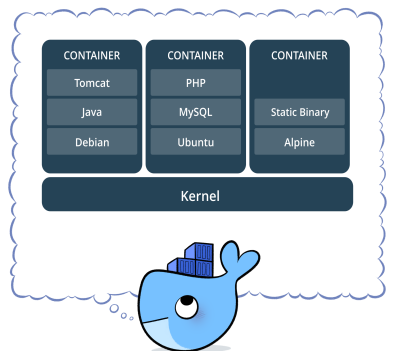 CONTAINER
Tomcat
Java
Debian
CONTAINER
PHP
MySQL
Ubuntu
CONTAINER
Static Binary
Alpine
Kernel